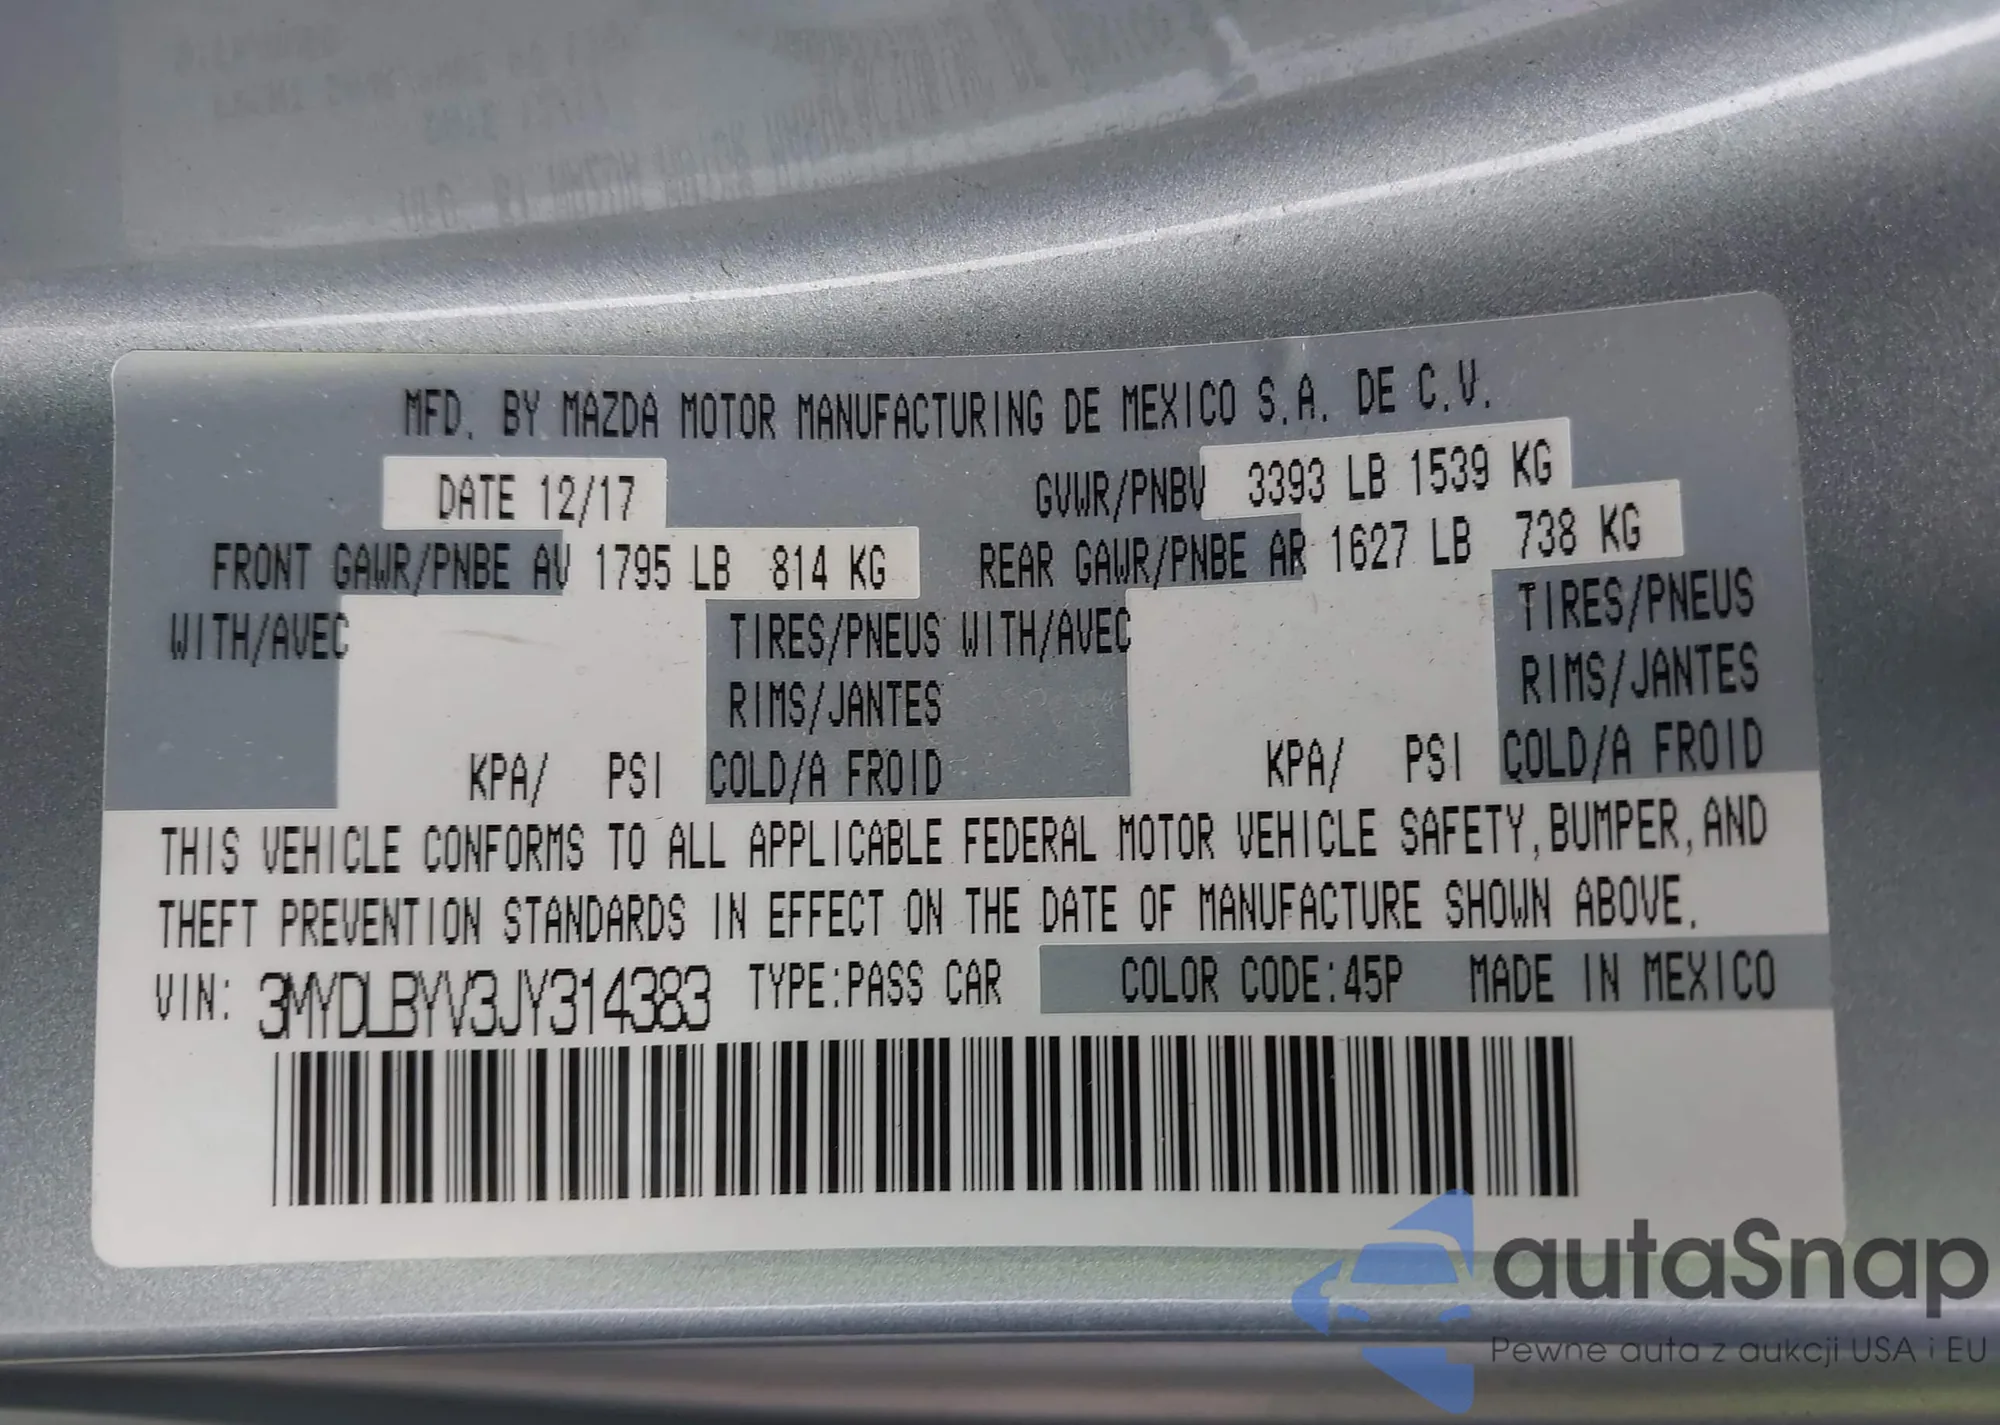 MFD. BY MAZDA MOTOR MANUFACTURING DE MEXICO S.A. DE C.V.
DATE 12/17 GVWR/PNBV 3393 LB 1539 KG
FRONT GAWR/PNBE AV 1795 LB 814 KG REAR GAWR/PNBE AR 1627 LB 738 KG
WITH/AVEC TIRES/PNEUS WITH/AVEC TIRES/PNEUS
RIMS/JANTES RIMS/JANTES
KPA/ PSI COLD/A FROID KPA/ PSI COLD/A FROID
THIS VEHICLE CONFORMS TO ALL APPLICABLE FEDERAL MOTOR VEHICLE SAFETY, BUMPER, AND
THEFT PREVENTION STANDARDS IN EFFECT ON THE DATE OF MANUFACTURE SHOWN ABOVE.
VIN: 3MYDLBYV3JY314383 TYPE:PASS CAR COLOR CODE:45P MADE IN MEXICO
autaSnap
Pewne auta z aukcji USA i EU